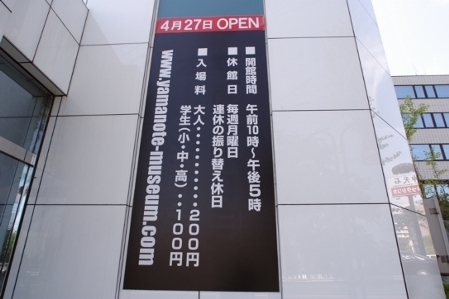 4月27日 OPEN
■開館時間 午前10時〜午後5時
■休館日 毎週月曜日
連休の振り替え休日
■入場料 大人‥‥‥‥‥200円
学生（小・中・高）‥100円
www.yamanote-museum.com